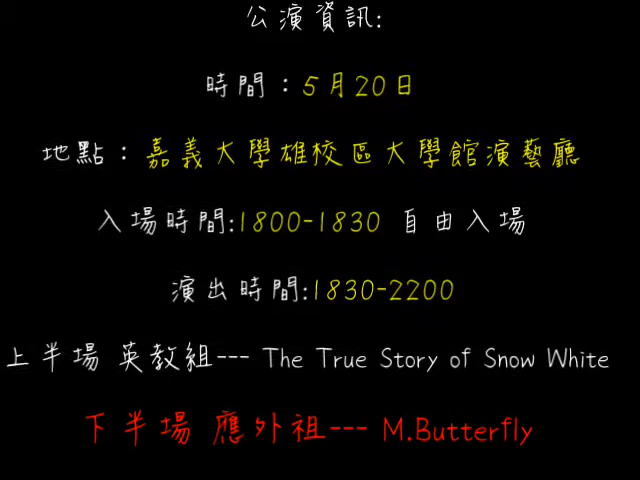 公演資訊:
時間：5月20日
地點：嘉義大學雄校區大學館演藝廳
入場時間:1800-1830 自由入場
演出時間:1830-2200
上半場 英教組--- The True Story of Snow White
下半場 應外祖--- M.Butterfly